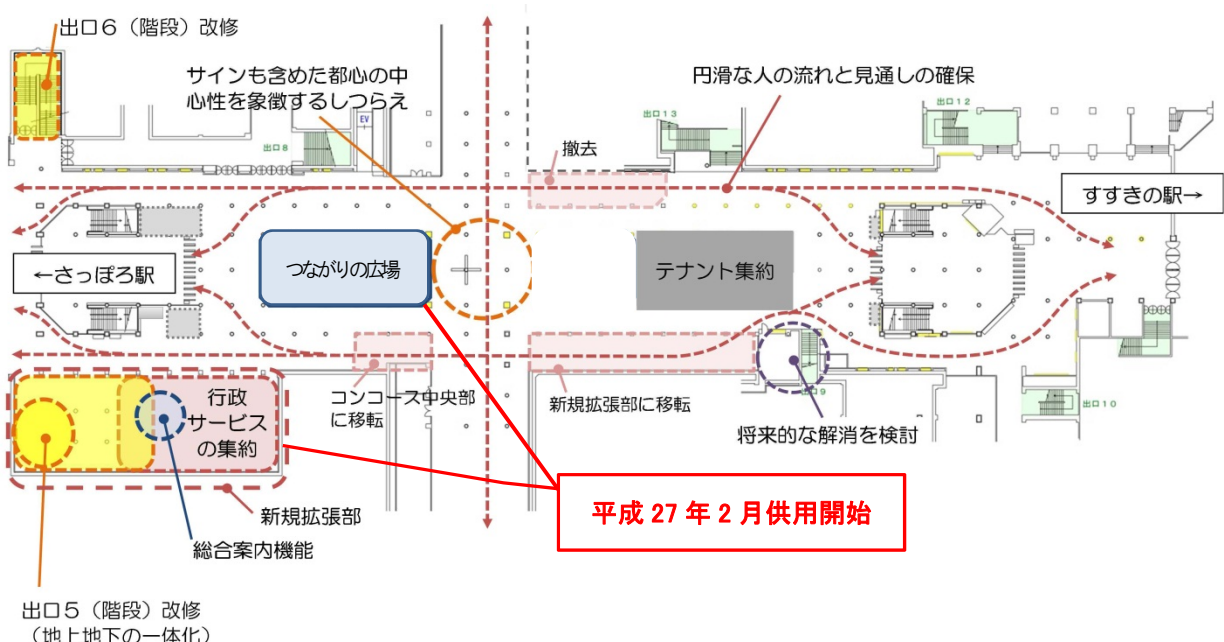 出口6（階段）改修
サインも含めた都心の中
心性を象徴するしつらえ
円滑な人の流れと見通しの確保
出口12
出口13
EV
出口8
撤去
すすきの駅→
つながりの広場
テナント集約
←さっぽろ駅
行政
サービス
の集約
コンコース中央部
に移転
新規拡張部に移転
出口9
出口10
将来的な解消を検討
平成 27 年 2 月供用開始
新規拡張部
総合案内機能
出口5（階段）改修
（地上地下の一体化）